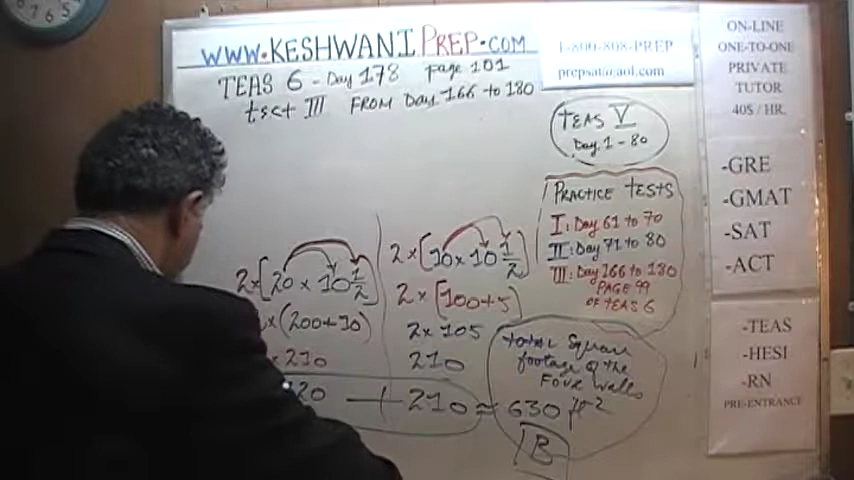 WWW.KESHWANIPREP.COM
TEAS 6 - Day 178 Page 101
test III FROM Day 166 to 180
1-800-808-PREP
prepsat@aol.com
TEAS V
Day 1 - 80
PRACTICE TESTS
I: Day 61 to 70
II: Day 71 to 80
III: Day 166 to 180
PAGE 99
OF TEAS 6
2×[20 × 10 1/2]
×(200+10)
× 210
20 + 210 ≈ 630 ft²
2×[10 × 10 1/2]
2 × [100+5]
2 × 105
210
total Square
footage of the
FOUR walls
B
ON-LINE
ONE-TO-ONE
PRIVATE
TUTOR
40$ / HR.
-GRE
-GMAT
-SAT
-ACT
-TEAS
-HESI
-RN
PRE-ENTRANCE